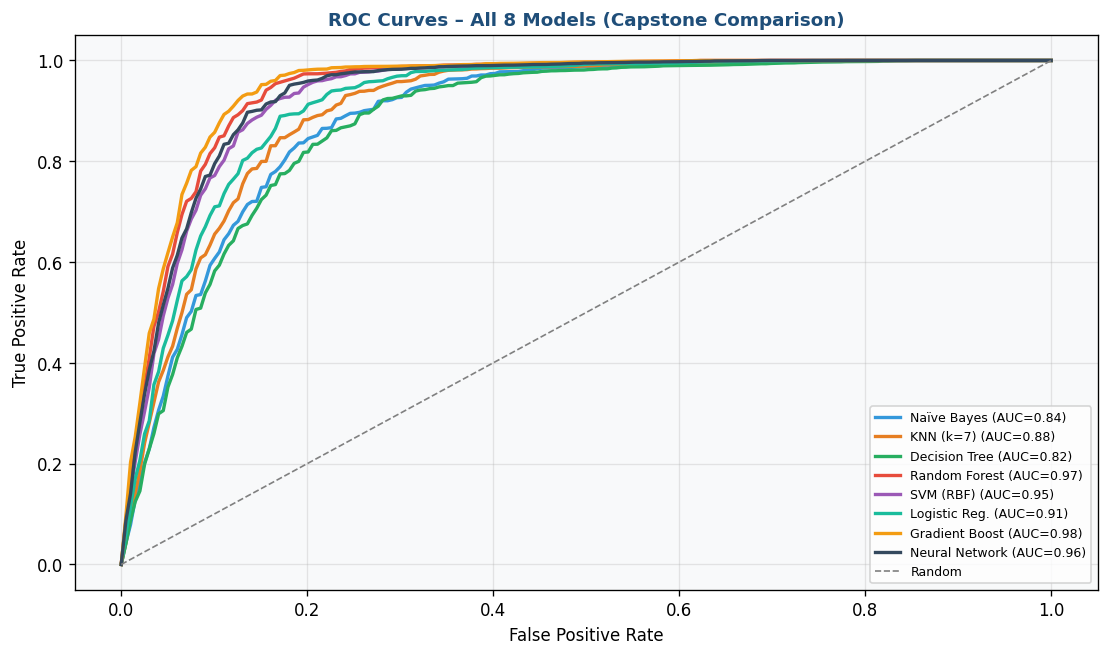 ROC Curves – All 8 Models (Capstone Comparison)
True Positive Rate
1.0
0.8
0.6
0.4
0.2
0.0
0.0 0.2 0.4 0.6 0.8 1.0
False Positive Rate
Naïve Bayes (AUC=0.84)
KNN (k=7) (AUC=0.88)
Decision Tree (AUC=0.82)
Random Forest (AUC=0.97)
SVM (RBF) (AUC=0.95)
Logistic Reg. (AUC=0.91)
Gradient Boost (AUC=0.98)
Neural Network (AUC=0.96)
Random